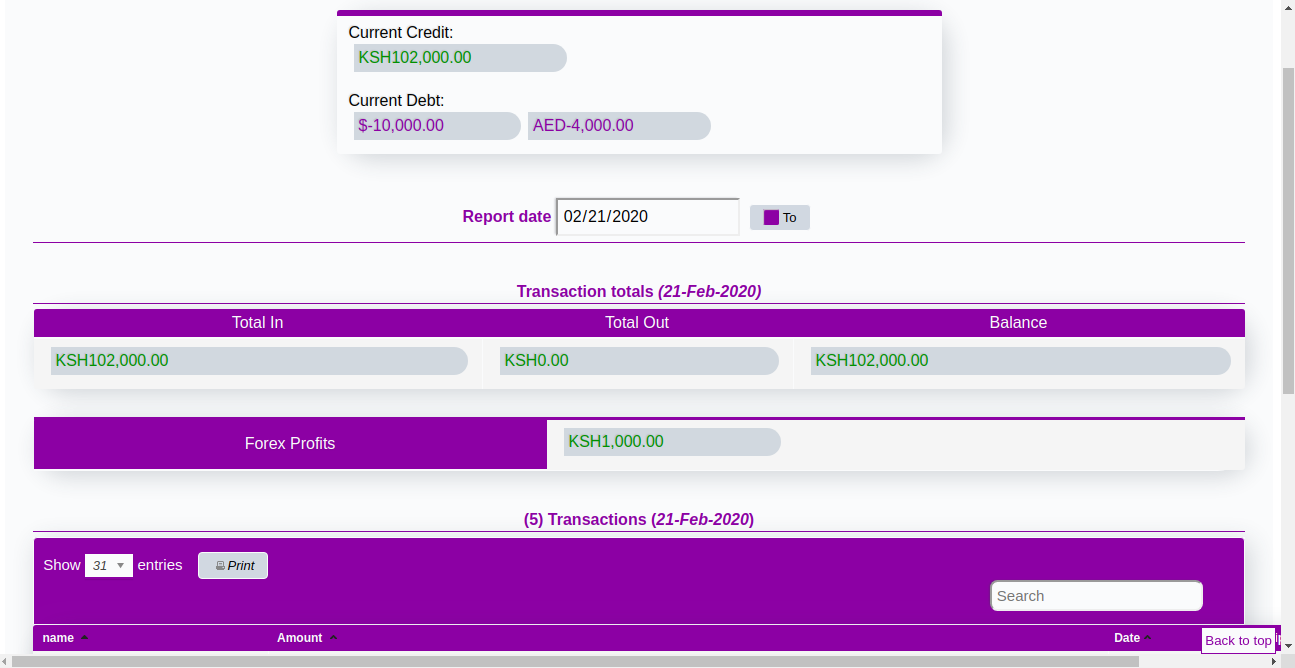 Current Credit:
KSH102,000.00
Current Debt:
$-10,000.00 AED-4,000.00
Report date 02/21/2020 To
Transaction totals (21-Feb-2020)
Total In Total Out Balance
KSH102,000.00 KSH0.00 KSH102,000.00
Forex Profits KSH1,000.00
(5) Transactions (21-Feb-2020)
Show 31 entries Print
Search
name Amount Date
Back to top